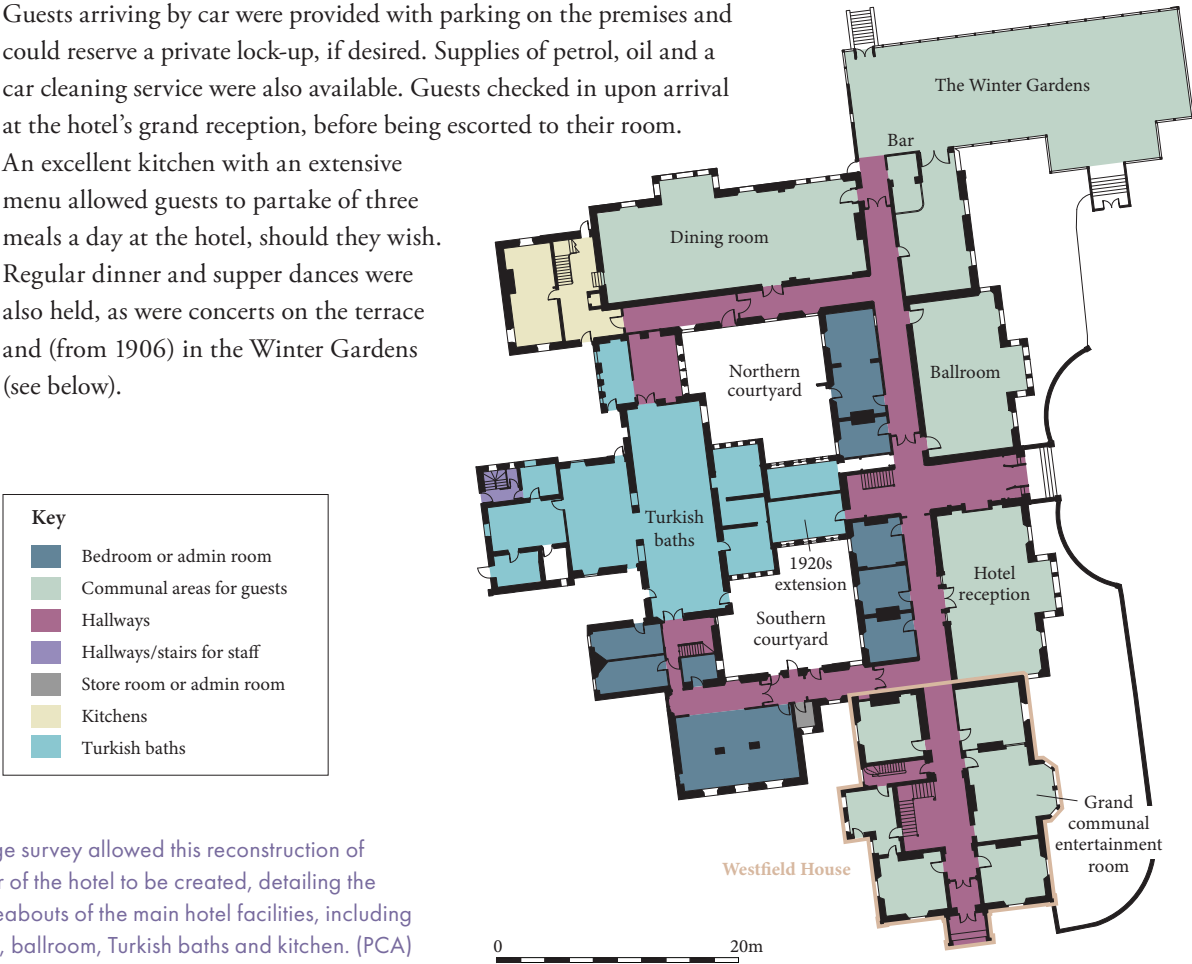 Guests arriving by car were provided with parking on the premises and
could reserve a private lock-up, if desired. Supplies of petrol, oil and a
car cleaning service were also available. Guests checked in upon arrival
at the hotel’s grand reception, before being escorted to their room.
An excellent kitchen with an extensive
menu allowed guests to partake of three
meals a day at the hotel, should they wish.
Regular dinner and supper dances were
also held, as were concerts on the terrace
and (from 1906) in the Winter Gardens
(see below).
Key
Bedroom or admin room
Communal areas for guests
Hallways
Hallways/stairs for staff
Store room or admin room
Kitchens
Turkish baths
The Winter Gardens
Bar
Dining room
Northern
courtyard
Ballroom
Turkish
baths
1920s
extension
Hotel
reception
Southern
courtyard
Grand
communal
entertainment
room
Westfield House
0 20m
ge survey allowed this reconstruction of
r of the hotel to be created, detailing the
eabouts of the main hotel facilities, including
, ballroom, Turkish baths and kitchen. (PCA)